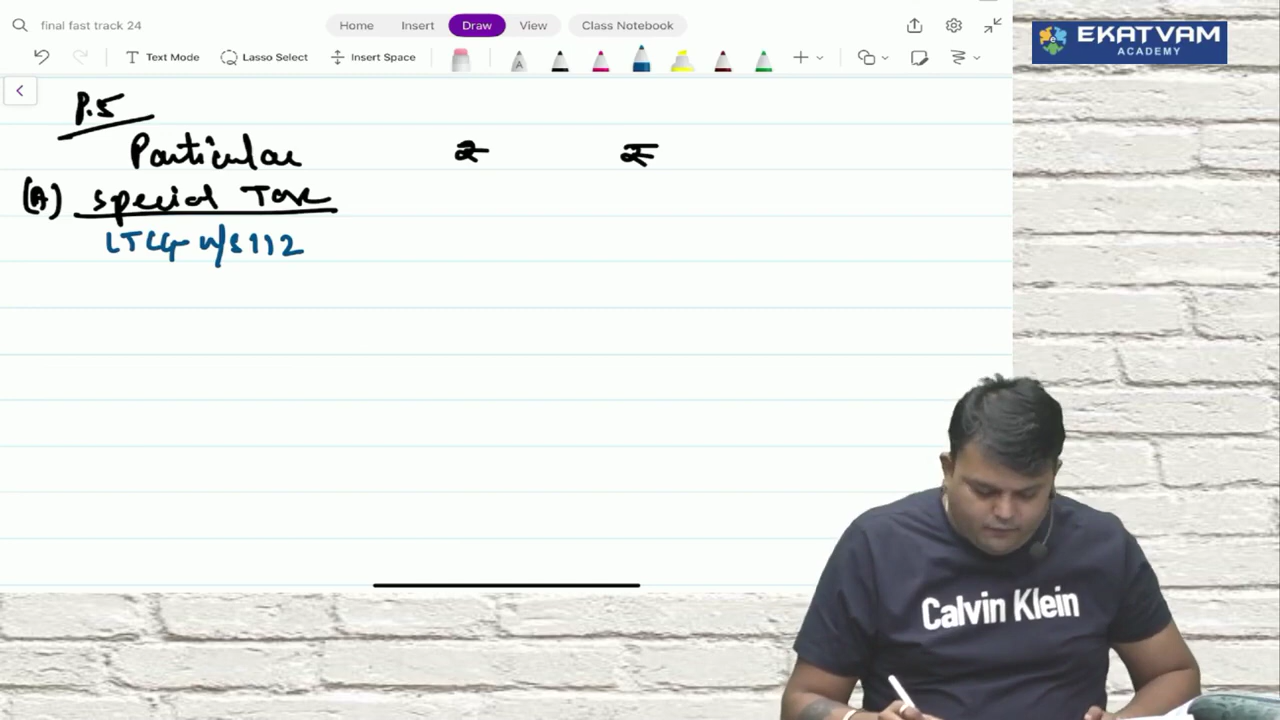 final fast track 24
Home Insert Draw View Class Notebook
Text Mode Lasso Select Insert Space
EKATVAM
ACADEMY
P.5
Particular ₹ ₹
(A) Special Tax
LTCG u/s 112
Calvin Klein